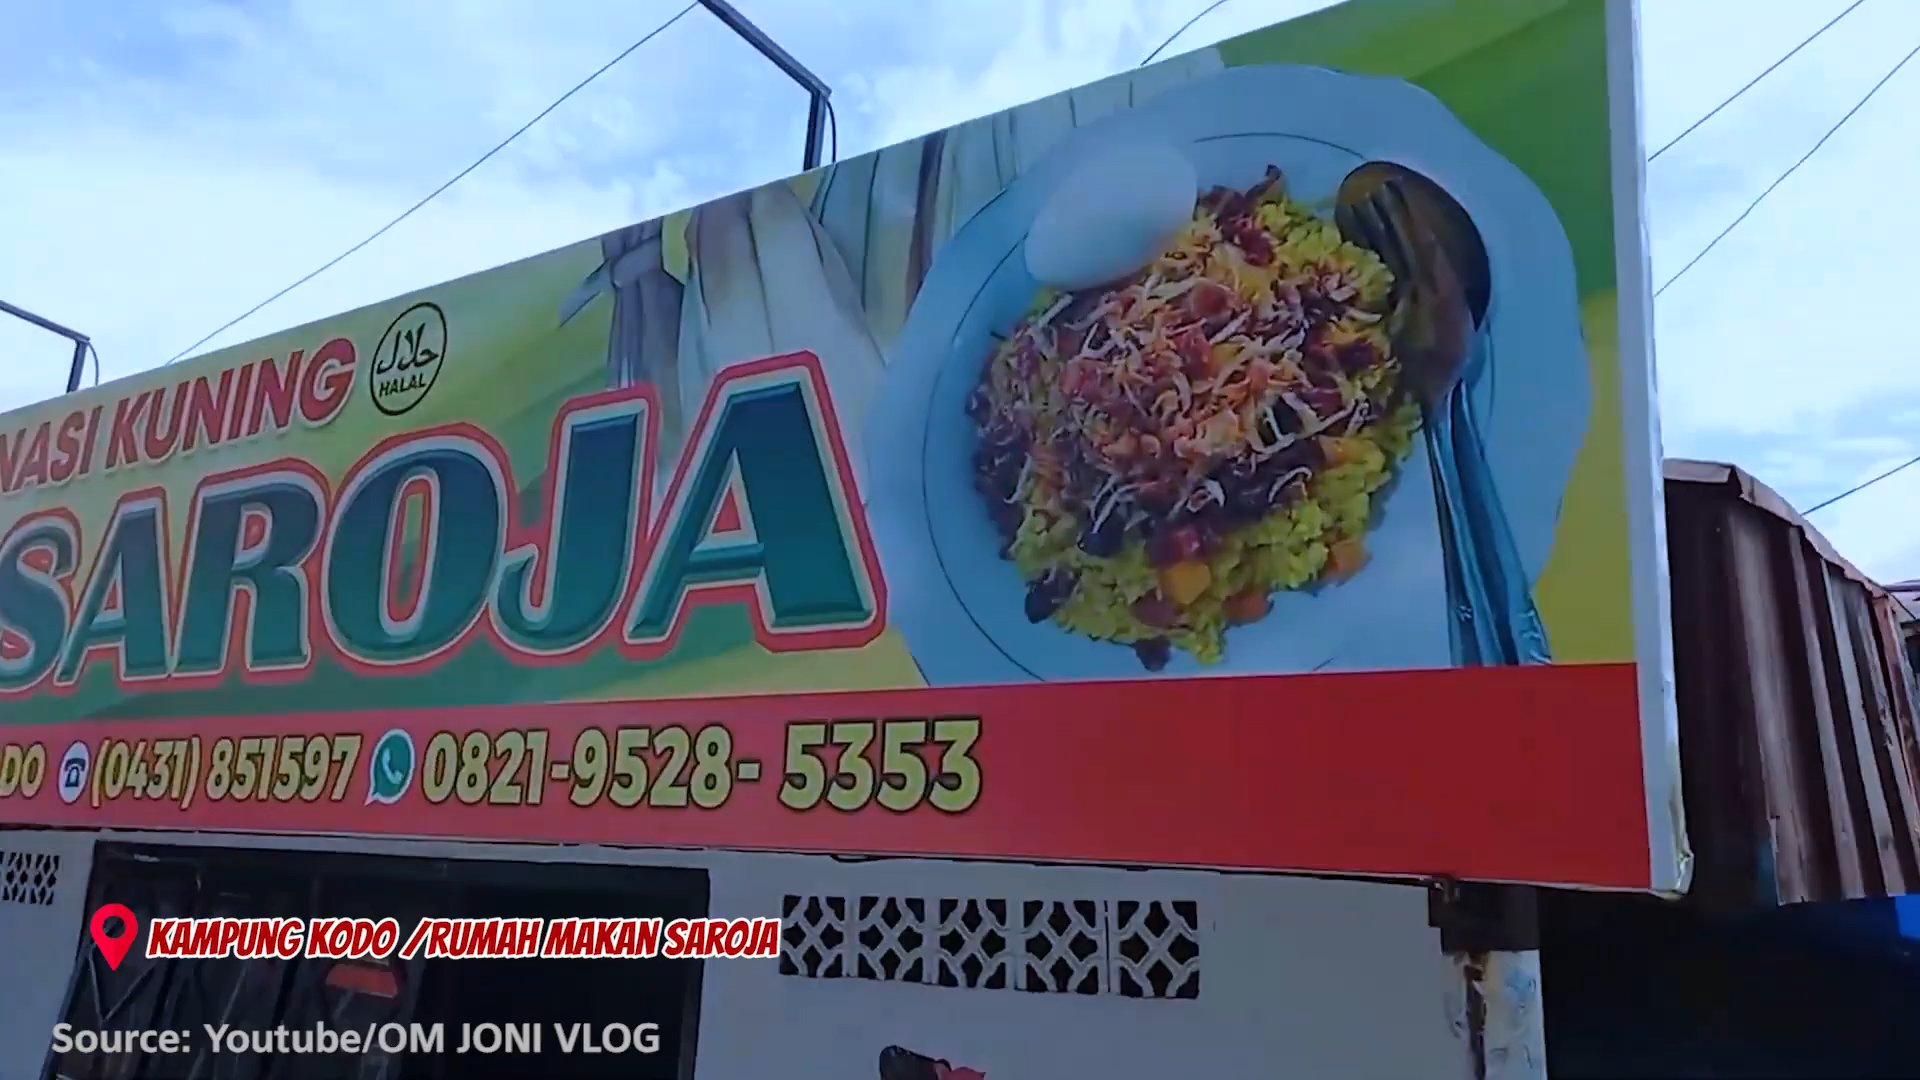 NASI KUNING
حلال
HALAL
SAROJA
DO (0431) 851597 0821-9528- 5353
KAMPUNG KODO /RUMAH MAKAN SAROJA
Source: Youtube/OM JONI VLOG